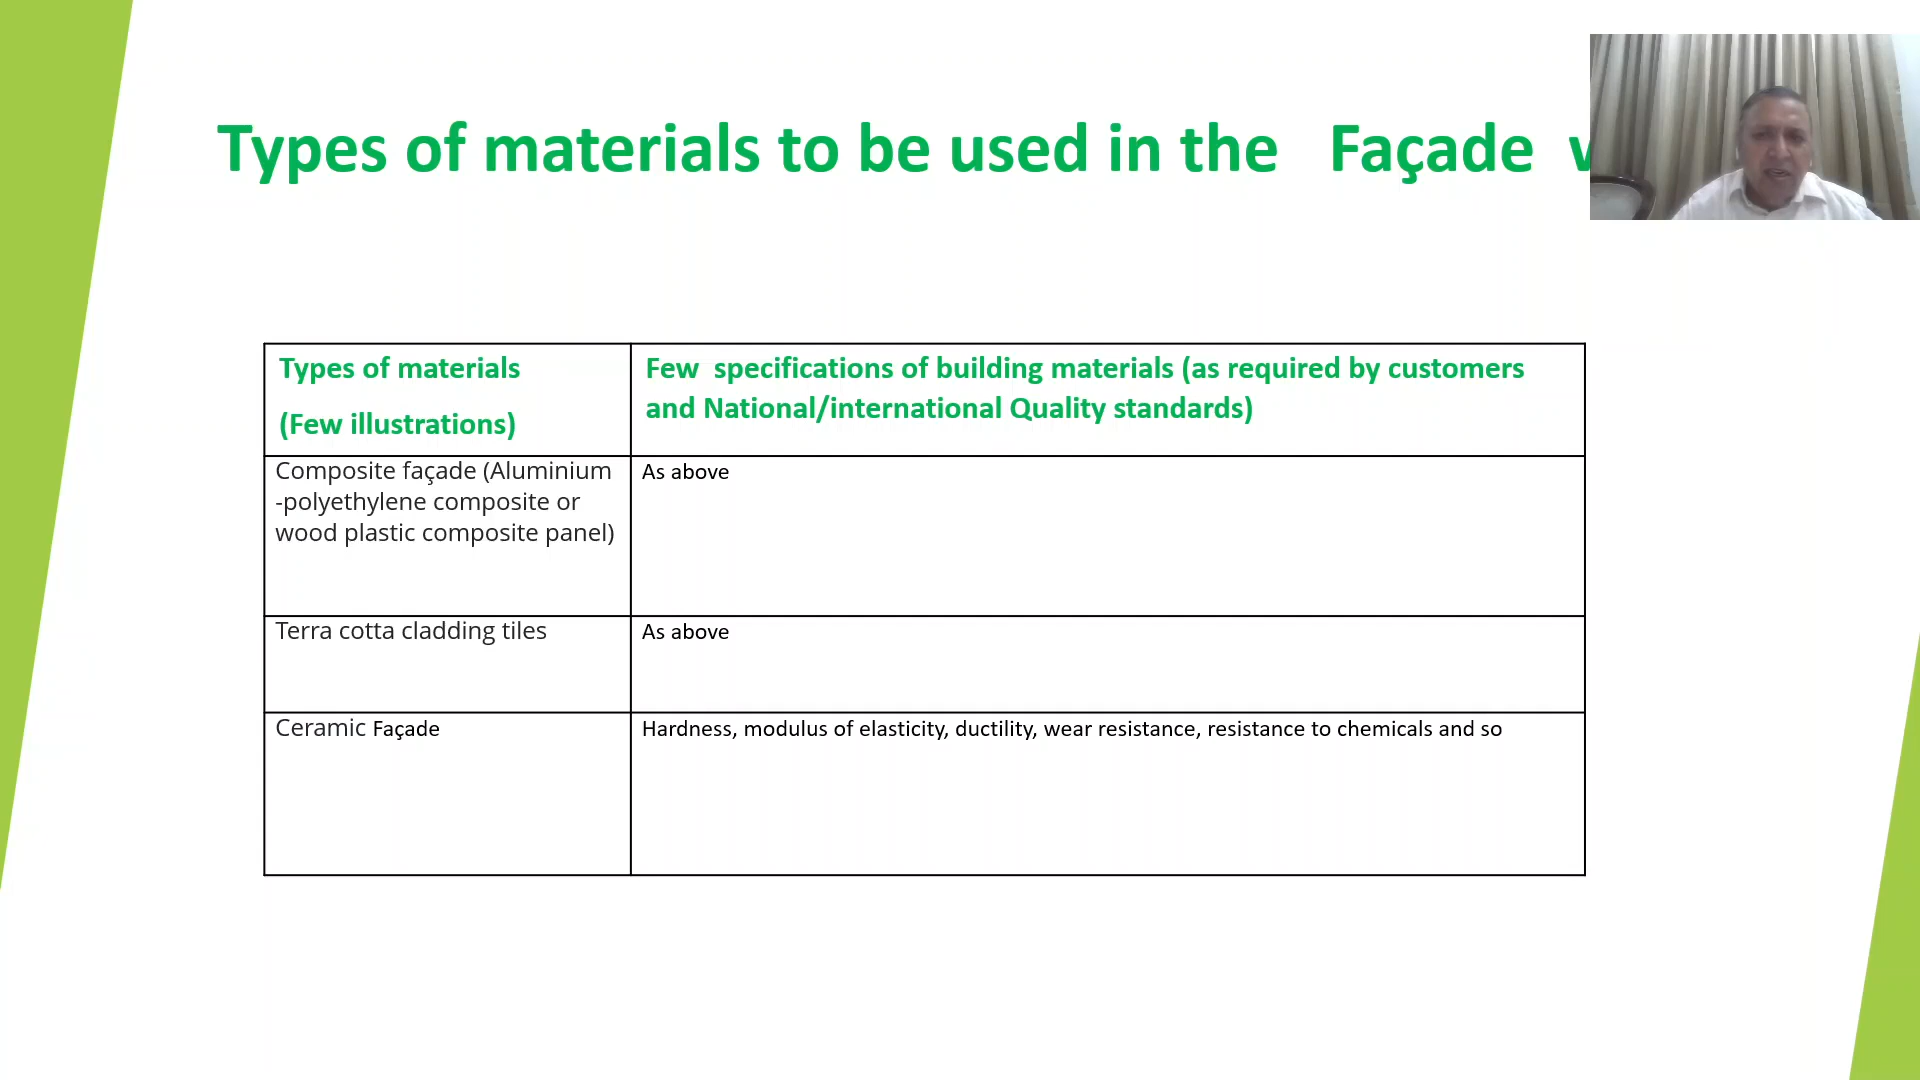 Types of materials to be used in the Façade
Types of materials
(Few illustrations)
Few specifications of building materials (as required by customers
and National/international Quality standards)
Composite façade (Aluminium
-polyethylene composite or
wood plastic composite panel)
As above
Terra cotta cladding tiles
As above
Ceramic Façade
Hardness, modulus of elasticity, ductility, wear resistance, resistance to chemicals and so